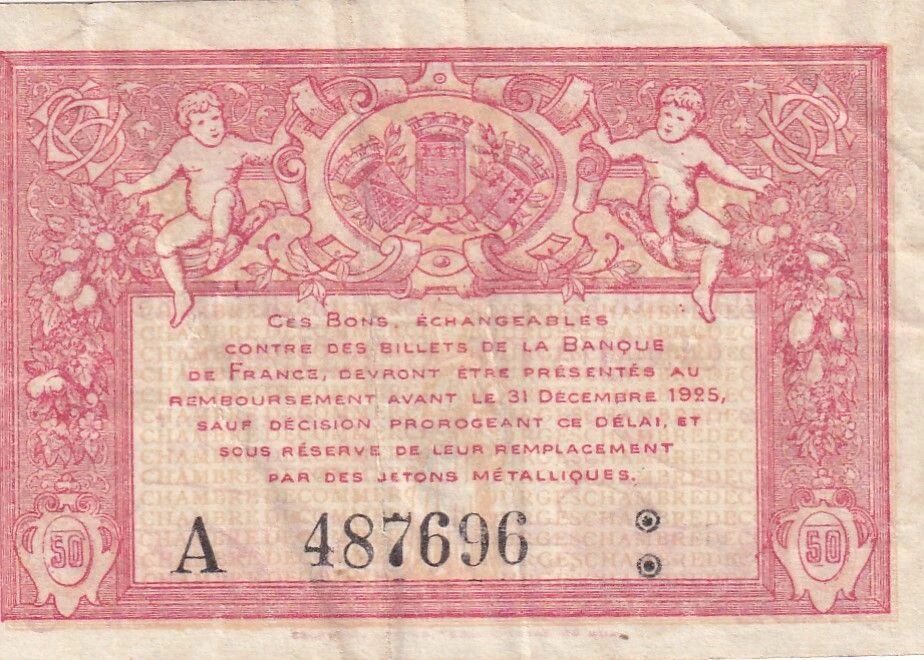 CES BONS, ÉCHANGEABLES
CONTRE DES BILLETS DE LA BANQUE
DE FRANCE, DEVRONT ÊTRE PRÉSENTÉS AU
REMBOURSEMENT AVANT LE 31 DÉCEMBRE 1925,
SAUF DÉCISION PROROGEANT CE DÉLAI, ET
SOUS RÉSERVE DE LEUR REMPLACEMENT
PAR DES JETONS MÉTALLIQUES.
A 487696
50 50